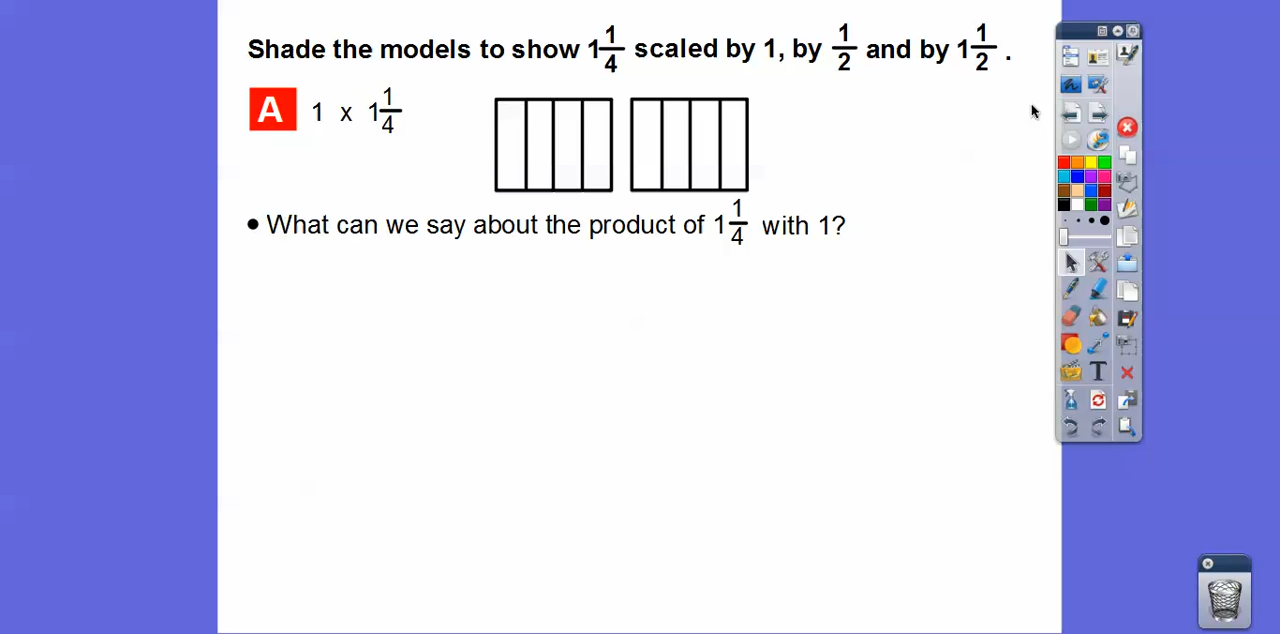 Shade the models to show 1 1/4 scaled by 1, by 1/2 and by 1 1/2 .
A 1 x 1 1/4
• What can we say about the product of 1 1/4 with 1?
T